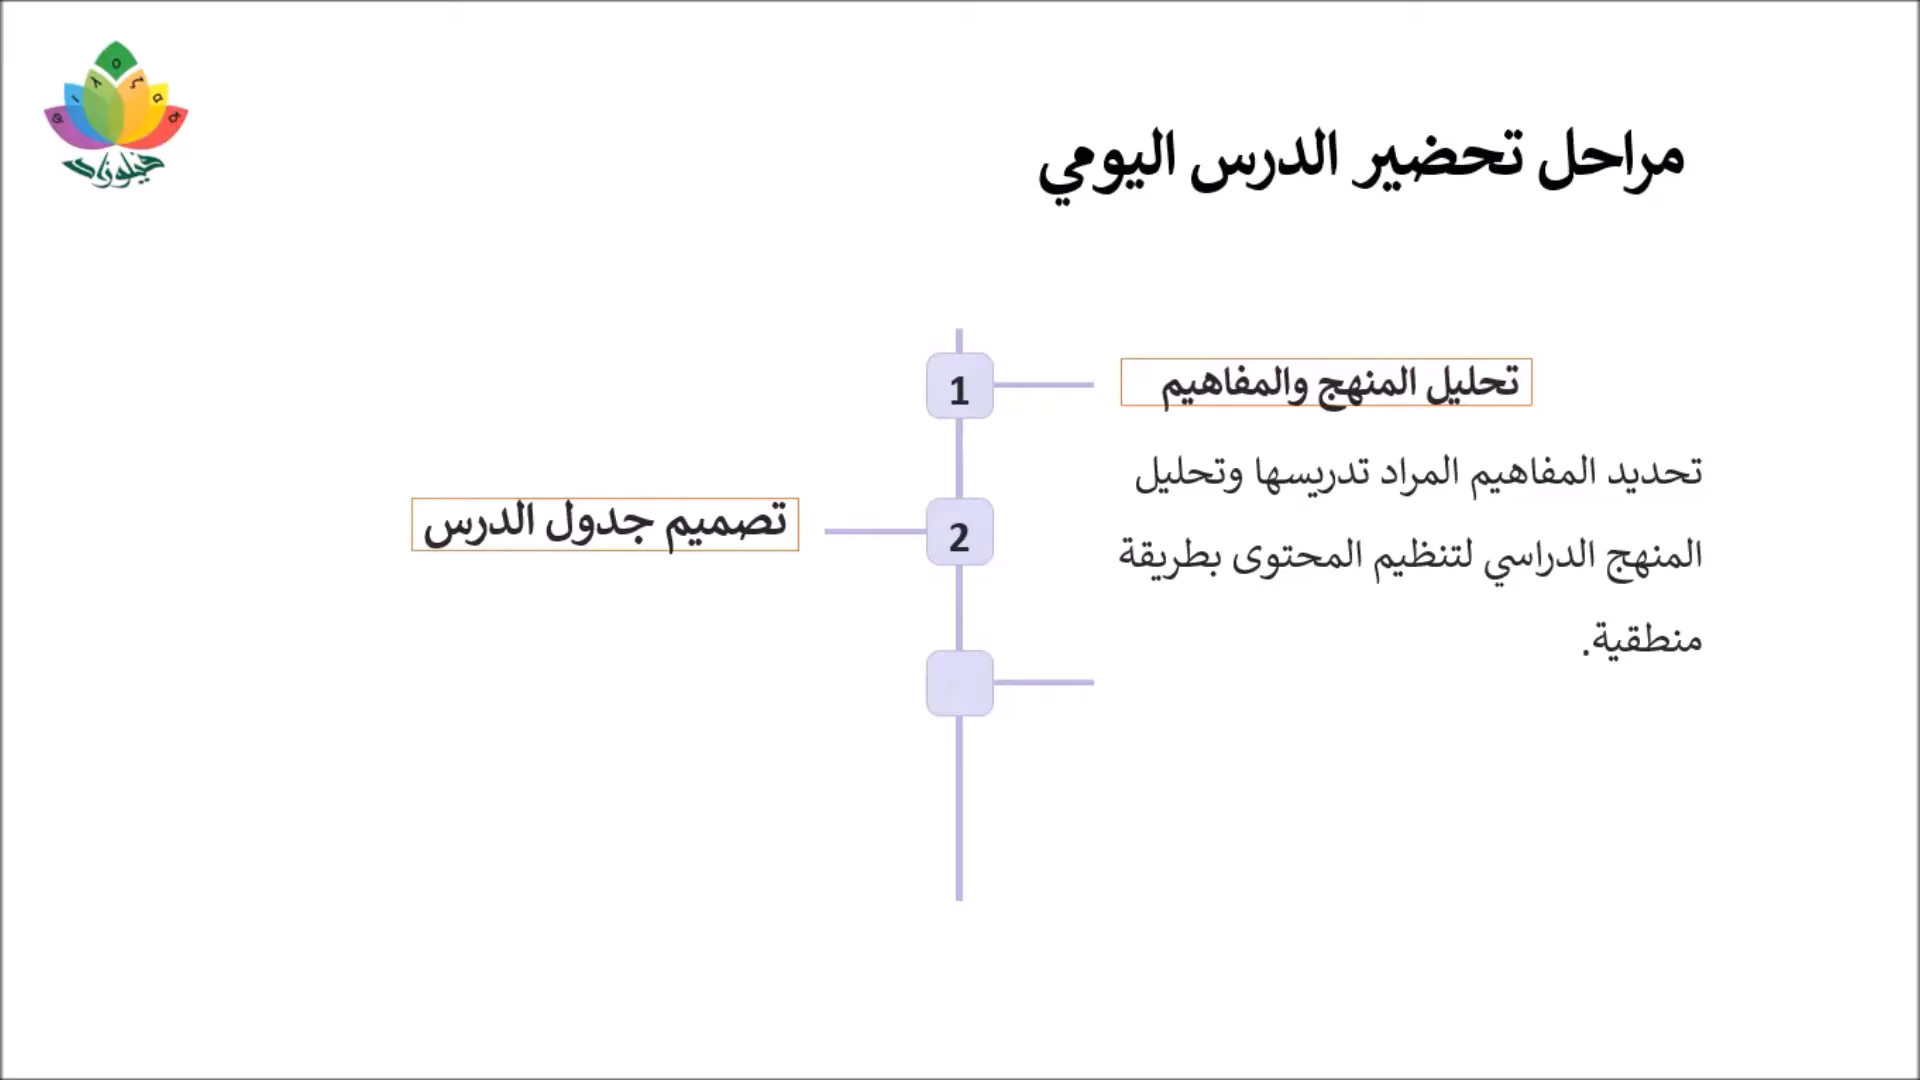 مراحل تحضير الدرس اليومي
1
تحليل المنهج والمفاهيم
تحديد المفاهيم المراد تدريسها وتحليل
المنهج الدراسي لتنظيم المحتوى بطريقة
منطقية.
2
تصميم جدول الدرس